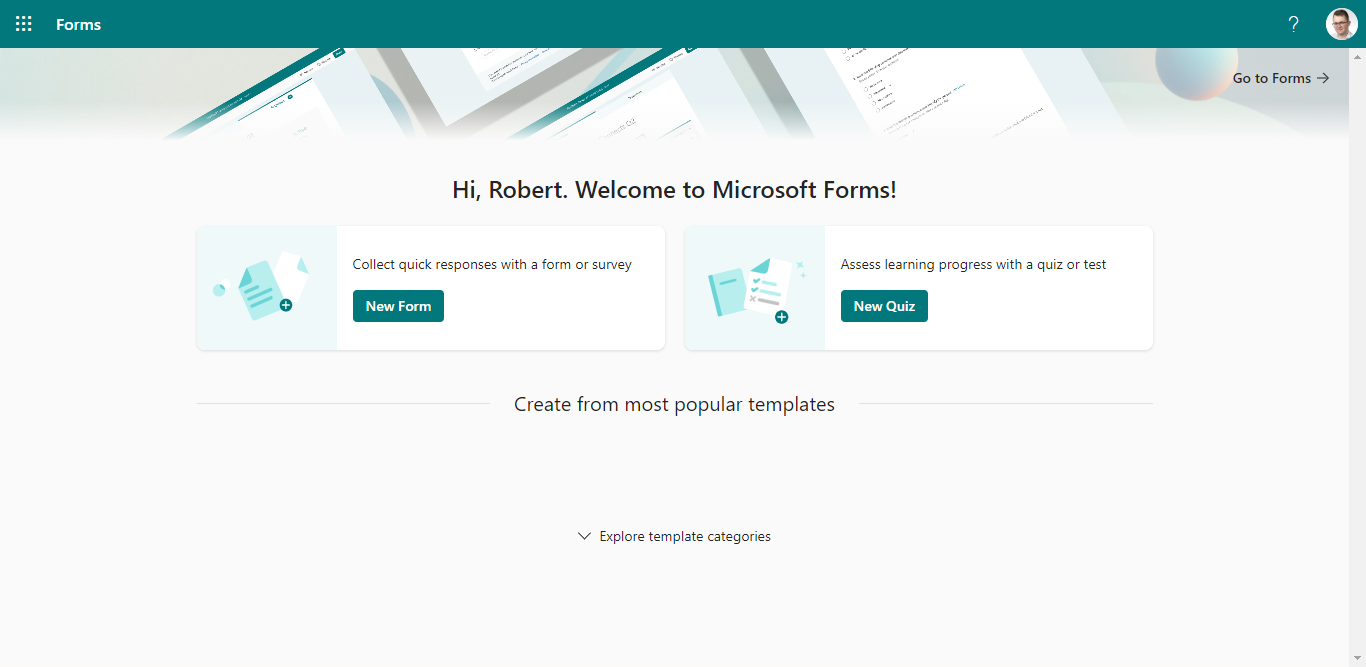 Forms
?
Go to Forms →
Hi, Robert. Welcome to Microsoft Forms!
Collect quick responses with a form or survey
New Form
Assess learning progress with a quiz or test
New Quiz
Create from most popular templates
Explore template categories